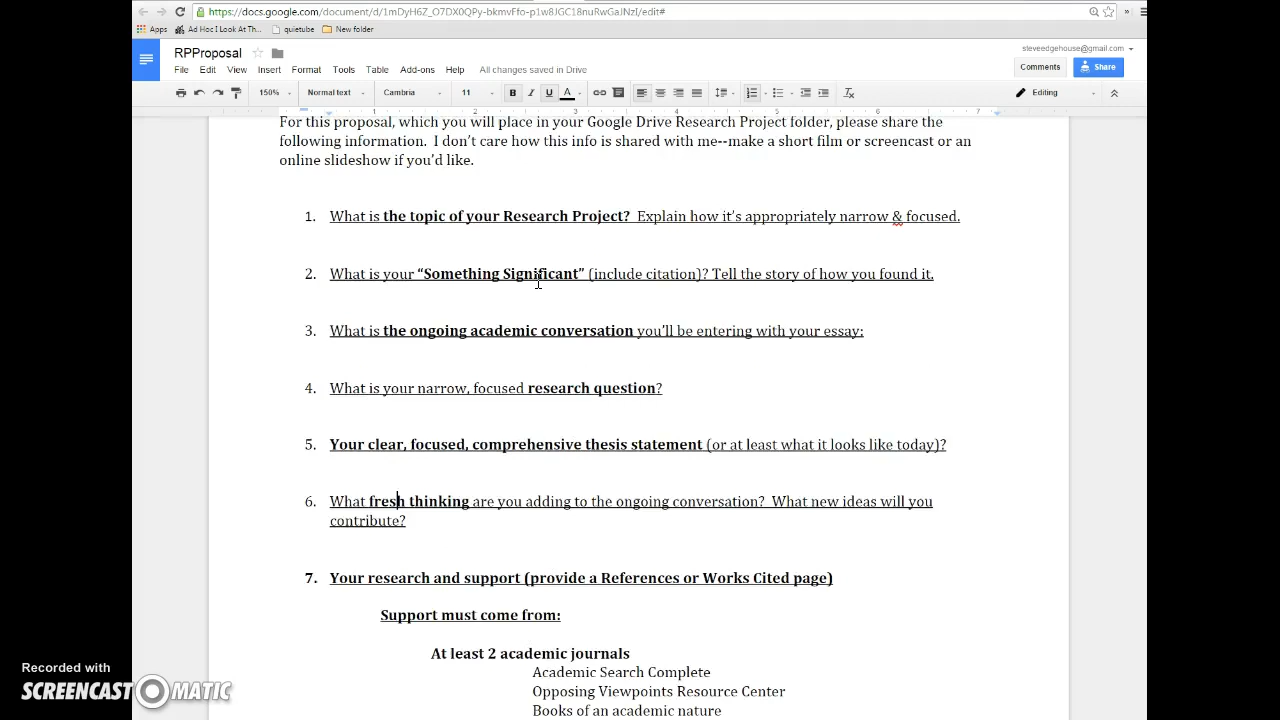 https://docs.google.com/document/d/1mDyH6Z_O7DX0QPy-bkmvFfo-p1w8JGC18nuRwGaJNzI/edit#
Apps Ad Hoc I Look At Th... quietube New folder
RPProposal
steveedgehouse@gmail.com
File Edit View Insert Format Tools Table Add-ons Help All changes saved in Drive
Comments Share
150% Normal text Cambria 11 B I U A Editing
1 2 3 4 5 6 7
For this proposal, which you will place in your Google Drive Research Project folder, please share the
following information. I don't care how this info is shared with me--make a short film or screencast or an
online slideshow if you'd like.
1. What is the topic of your Research Project? Explain how it's appropriately narrow & focused.
2. What is your “Something Significant” (include citation)? Tell the story of how you found it.
3. What is the ongoing academic conversation you'll be entering with your essay:
4. What is your narrow, focused research question?
5. Your clear, focused, comprehensive thesis statement (or at least what it looks like today)?
6. What fresh thinking are you adding to the ongoing conversation? What new ideas will you
contribute?
7. Your research and support (provide a References or Works Cited page)
Support must come from:
At least 2 academic journals
Academic Search Complete
Opposing Viewpoints Resource Center
Books of an academic nature
Recorded with
SCREENCAST MATIC